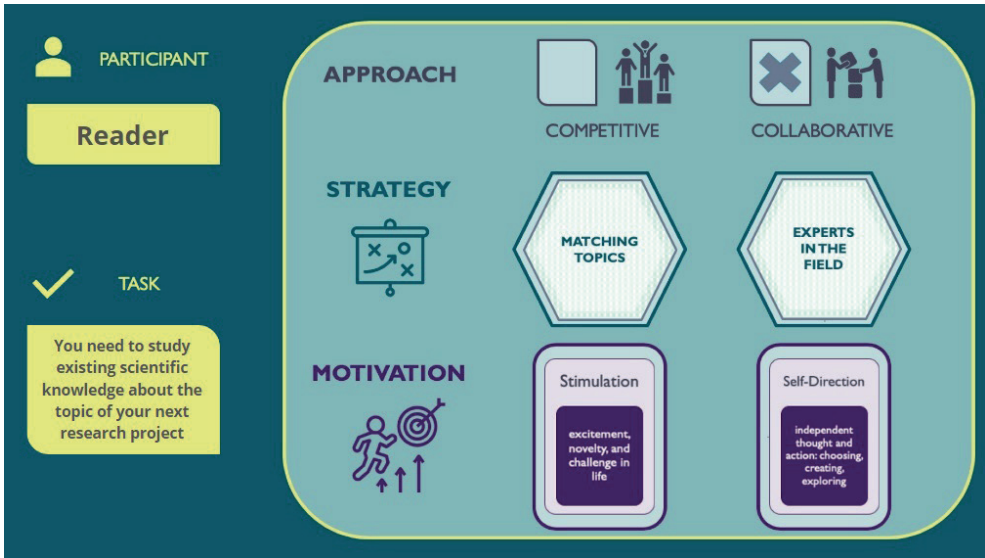 PARTICIPANT
Reader
TASK
You need to study
existing scientific
knowledge about the
topic of your next
research project
APPROACH
COMPETITIVE
COLLABORATIVE
STRATEGY
MATCHING
TOPICS
EXPERTS
IN THE
FIELD
MOTIVATION
Stimulation
excitement,
novelty, and
challenge in
life
Self-Direction
independent
thought and
action: choosing,
creating,
exploring